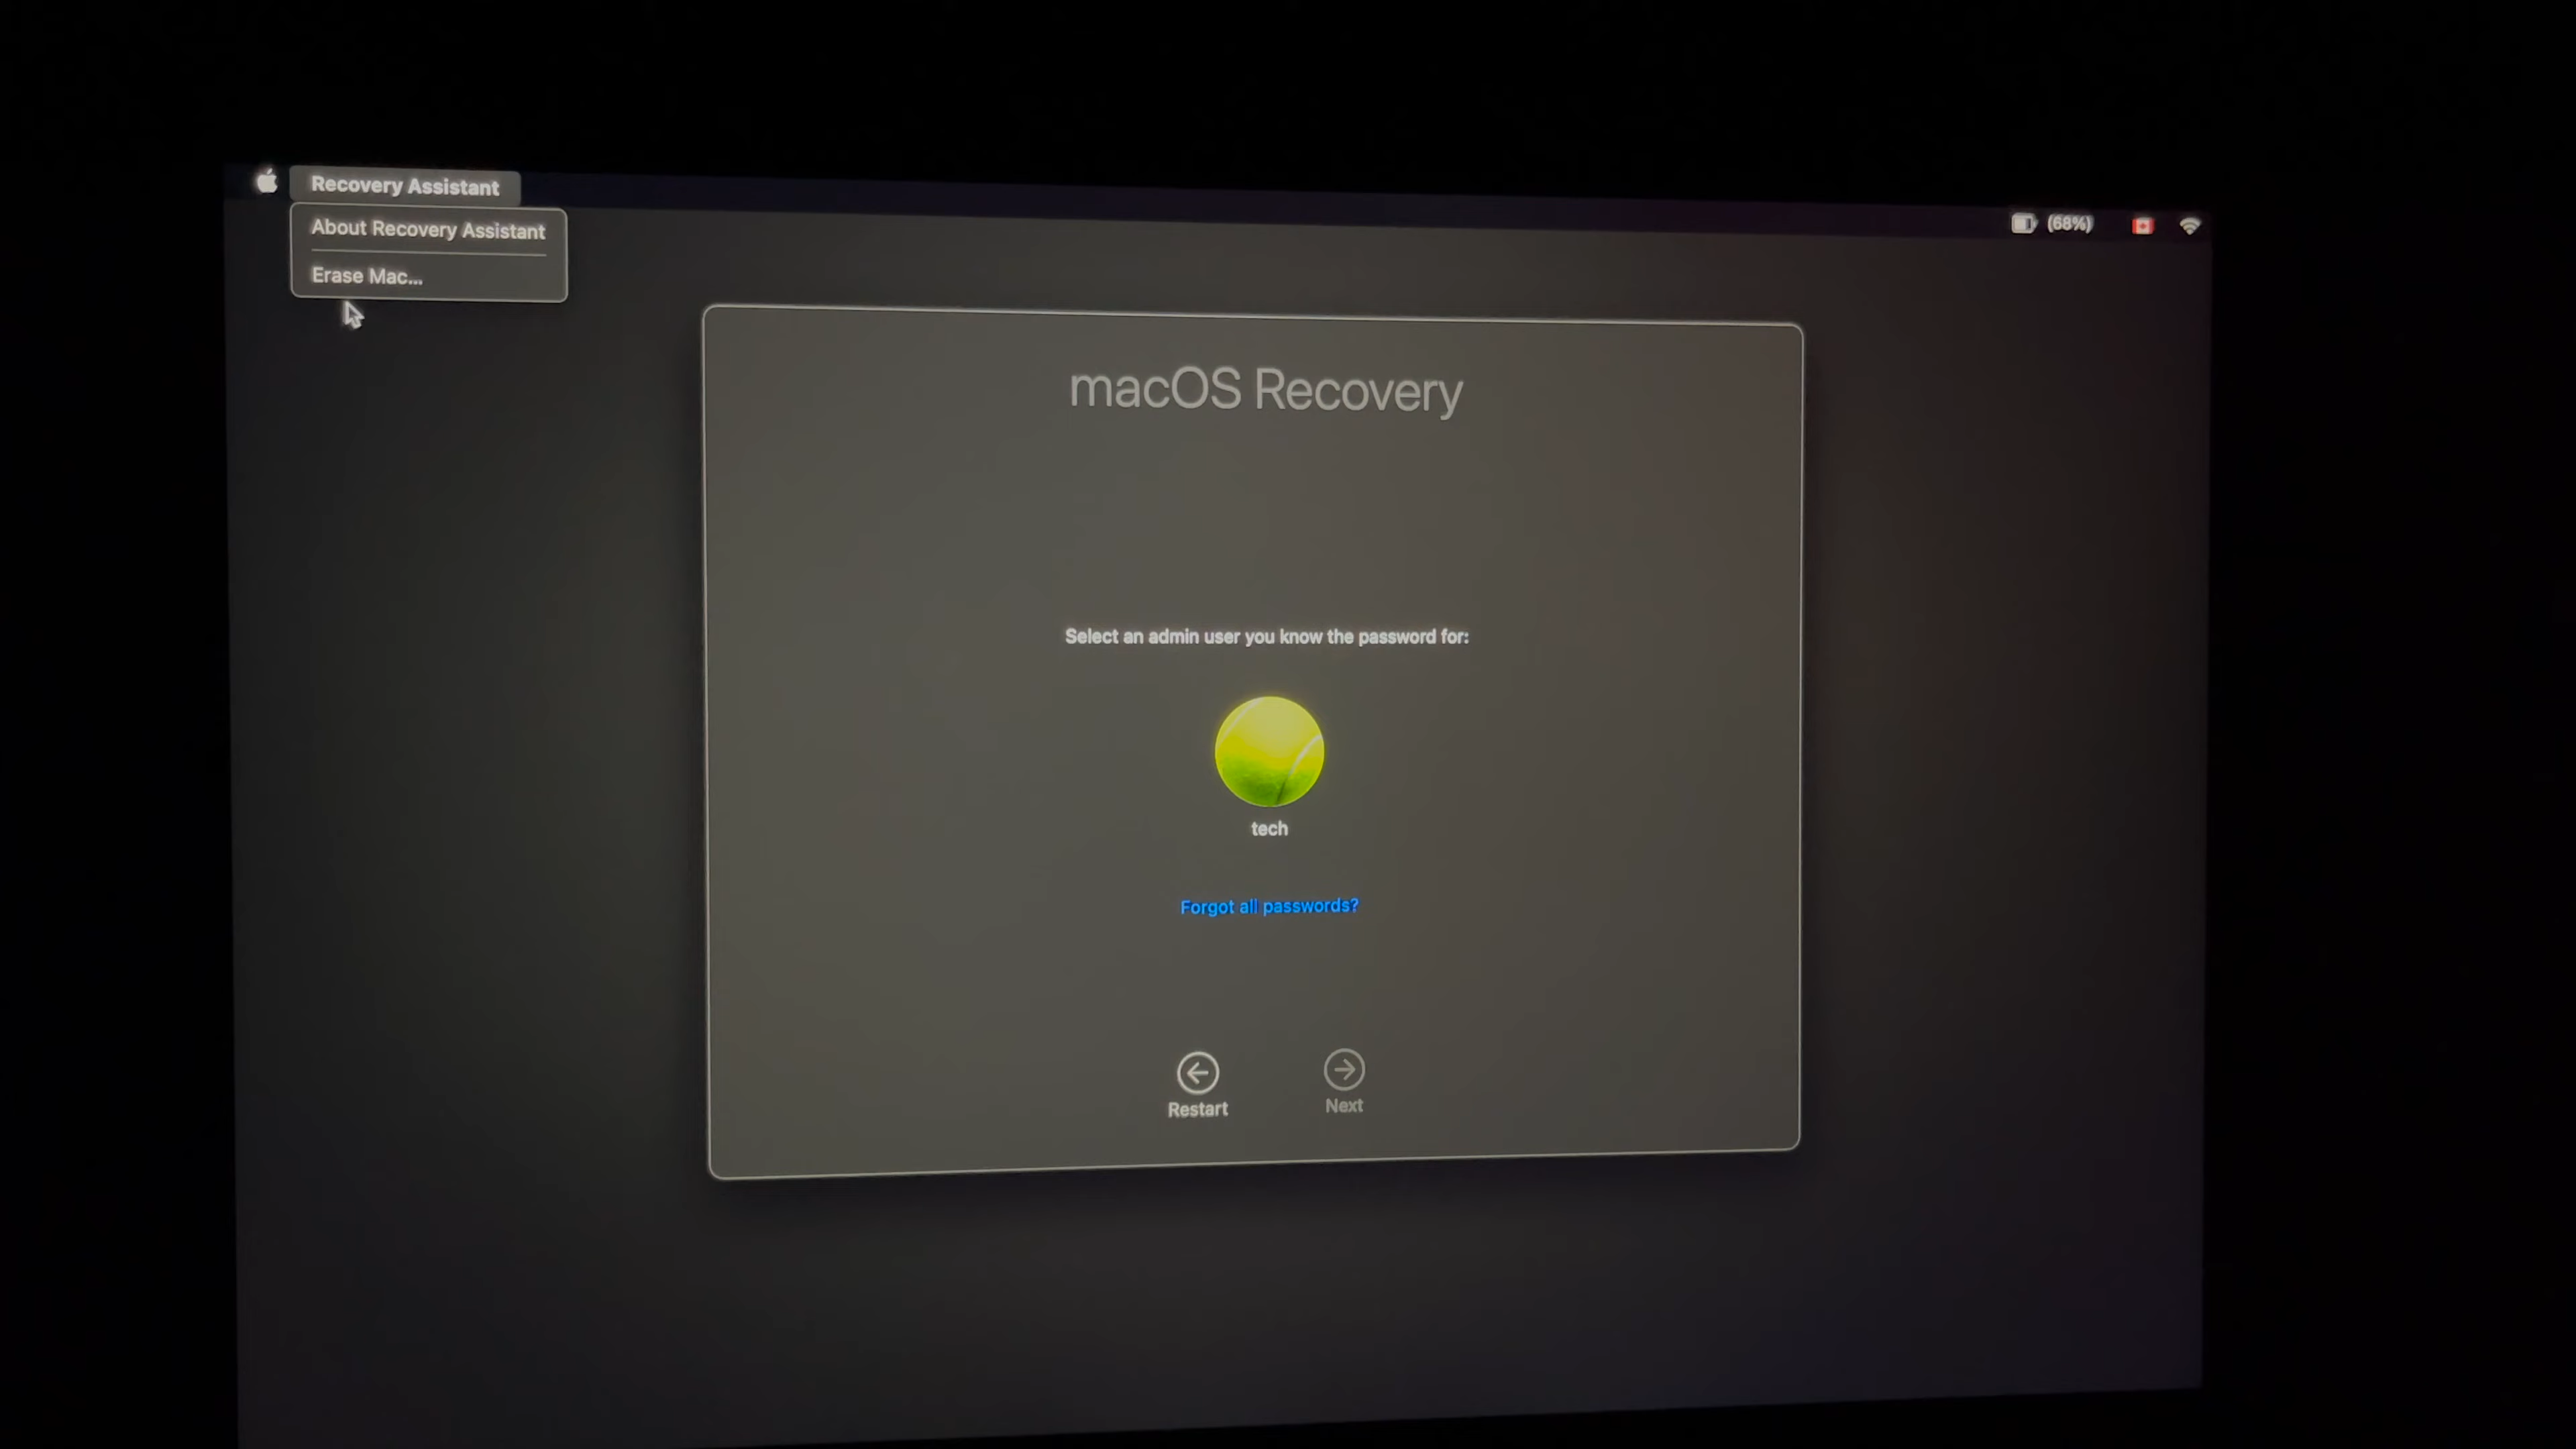 Recovery Assistant
(68%)
About Recovery Assistant
Erase Mac...
macOS Recovery
Select an admin user you know the password for:
tech
Forgot all passwords?
Restart
Next